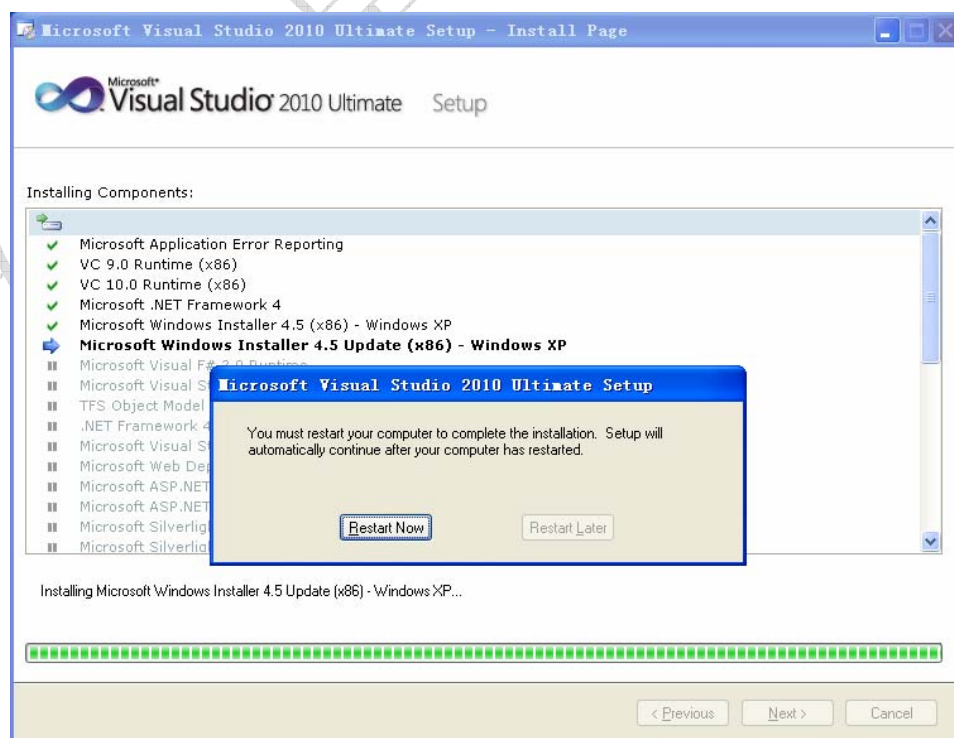 Microsoft Visual Studio 2010 Ultimate Setup - Install Page
Microsoft®
Visual Studio® 2010 Ultimate Setup
Installing Components:
Microsoft Application Error Reporting
VC 9.0 Runtime (x86)
VC 10.0 Runtime (x86)
Microsoft .NET Framework 4
Microsoft Windows Installer 4.5 (x86) - Windows XP
Microsoft Windows Installer 4.5 Update (x86) - Windows XP
Microsoft Visual F# 2.0 Runtime
Microsoft Visual S
TFS Object Model
.NET Framework 4
Microsoft Visual S
Microsoft Web Dep
Microsoft ASP.NET
Microsoft ASP.NET
Microsoft Silverlig
Microsoft Silverlig
Microsoft Visual Studio 2010 Ultimate Setup
You must restart your computer to complete the installation. Setup will
automatically continue after your computer has restarted.
Restart Now Restart Later
Installing Microsoft Windows Installer 4.5 Update (x86) - Windows XP...
< Previous Next > Cancel